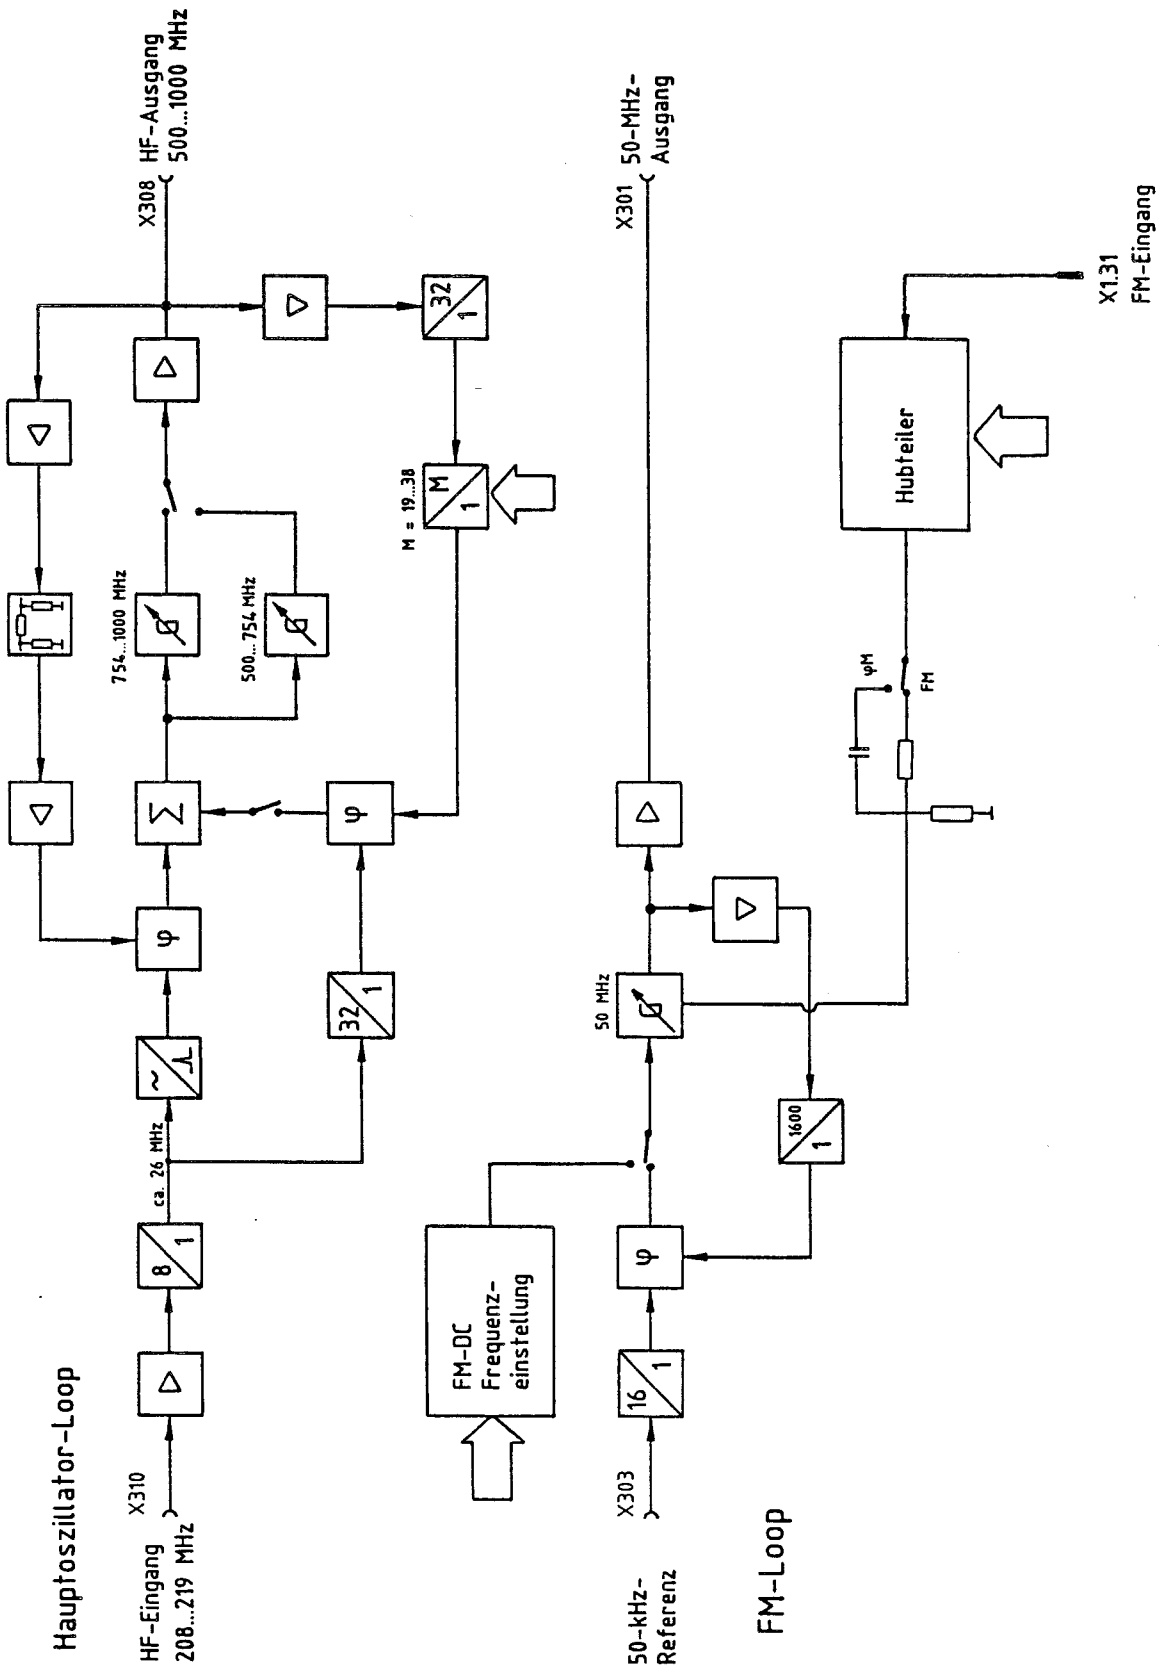 Hauptoszillator-Loop
HF-Eingang
208...219 MHz
X310
8
1
ca. 26 MHz
32
1
φ
φ
Σ
754...1000 MHz
G
500...754 MHz
G
M = 19...38
M
1
32
1
X308
HF-Ausgang
500...1000 MHz
FM-Loop
50-kHz-
Referenz
X303
16
1
φ
FM-DC
Frequenz-
einstellung
1600
1
50 MHz
G
X301
50-MHz-
Ausgang
φM
FM
Hubteiler
X1.31
FM-Eingang